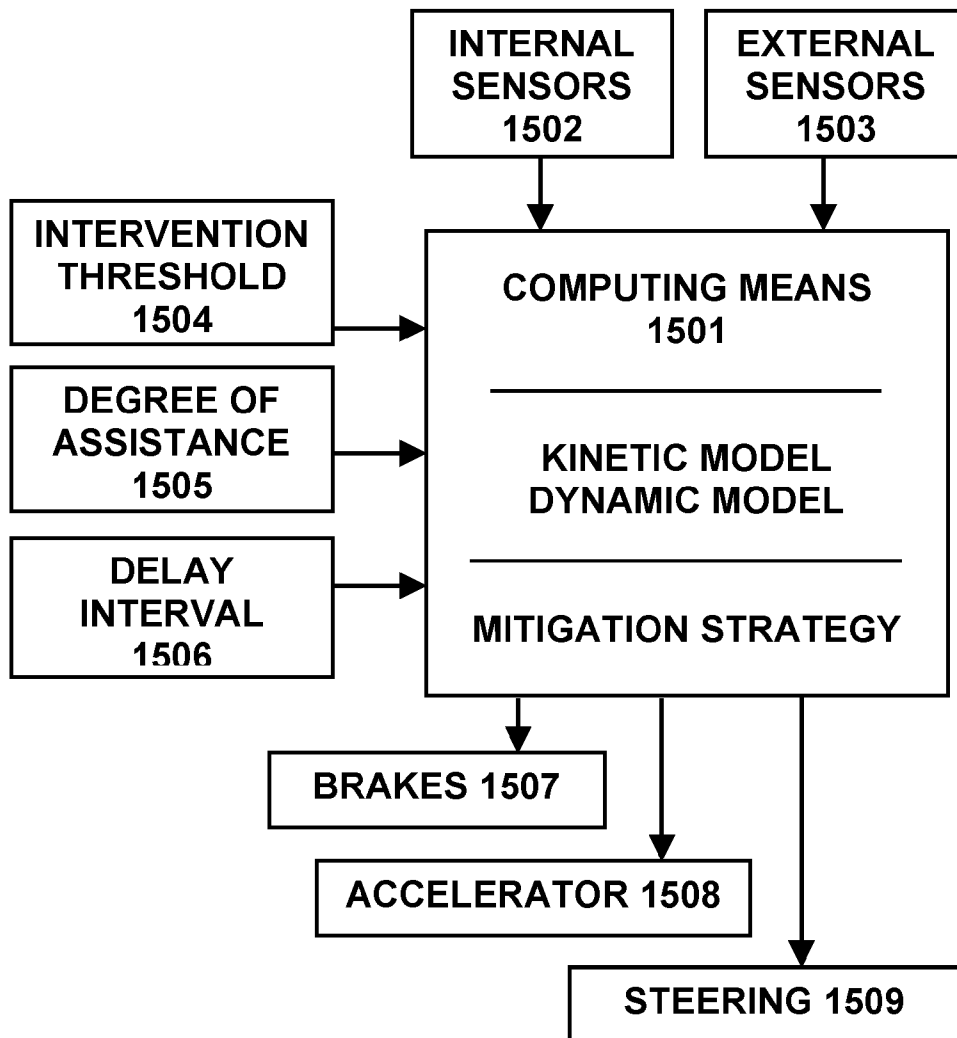 INTERNAL
SENSORS
1502
EXTERNAL
SENSORS
1503
INTERVENTION
THRESHOLD
1504
DEGREE OF
ASSISTANCE
1505
DELAY
INTERVAL
1506
COMPUTING MEANS
1501
KINETIC MODEL
DYNAMIC MODEL
MITIGATION STRATEGY
BRAKES 1507
ACCELERATOR 1508
STEERING 1509